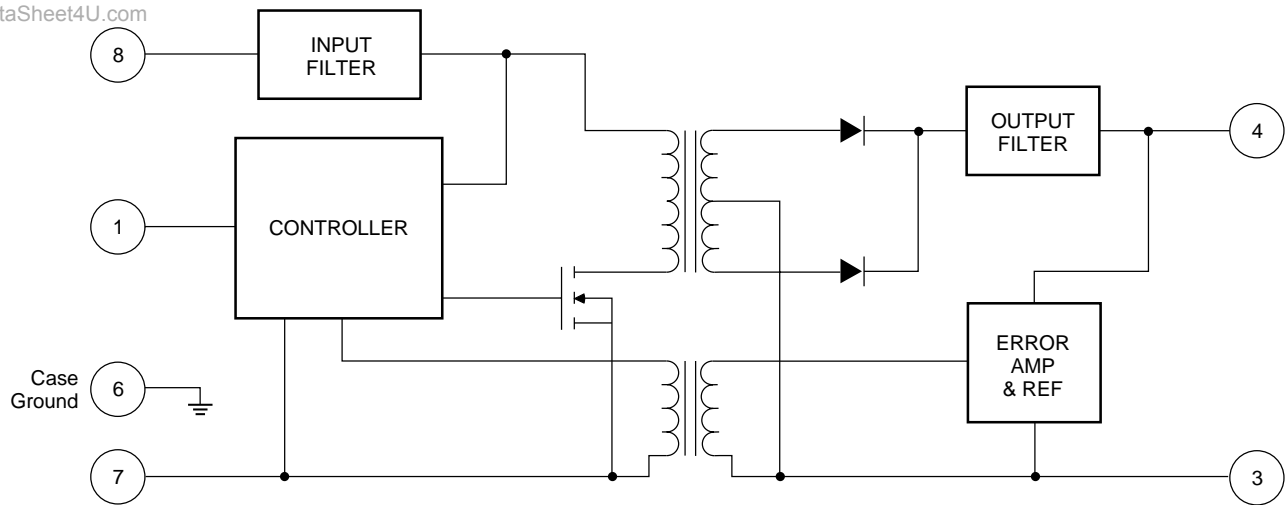 taSheet4U.com
8
INPUT
FILTER
OUTPUT
FILTER
4
1
CONTROLLER
ERROR
AMP
& REF
Case
Ground
6
7
3